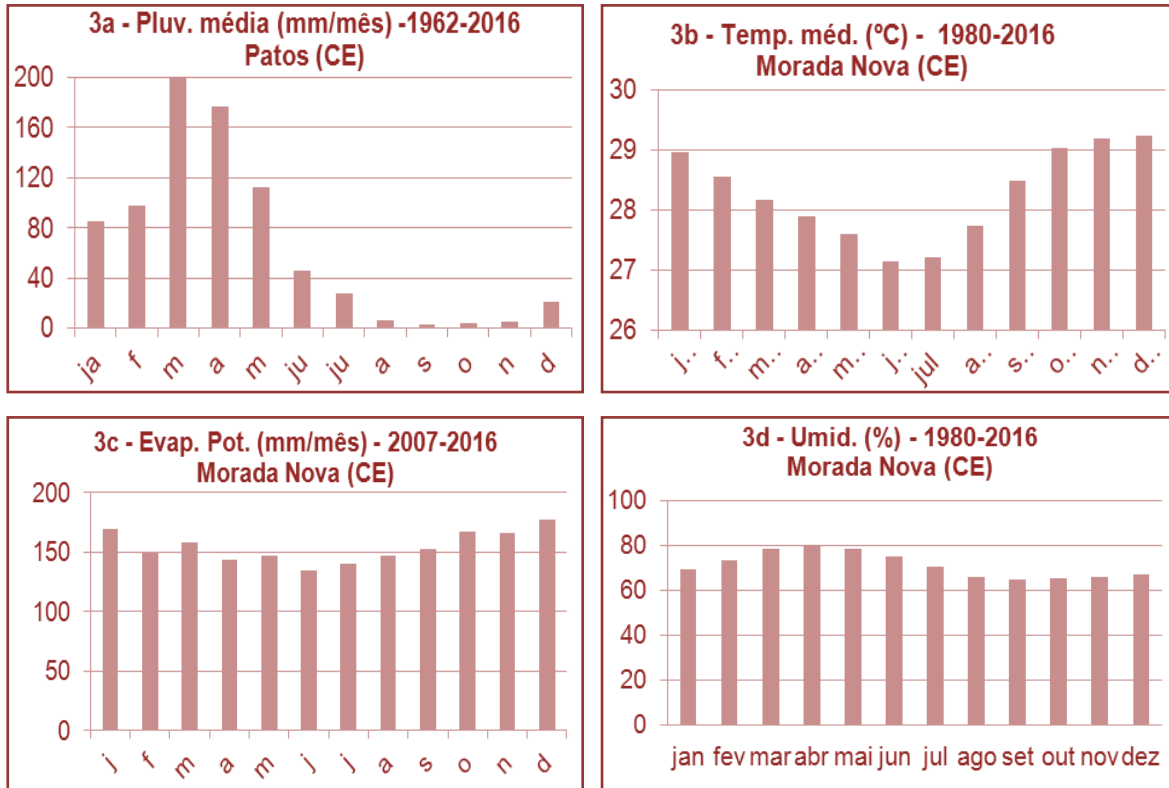 3a - Pluv. média (mm/mês) -1962-2016
Patos (CE)
200
160
120
80
40
0
ja f m a m ju ju a s o n d
3b - Temp. méd. (ºC) - 1980-2016
Morada Nova (CE)
30
29
28
27
26
j.. f.. m.. a.. m.. j.. jul a.. s.. o.. n.. d..
3c - Evap. Pot. (mm/mês) - 2007-2016
Morada Nova (CE)
200
150
100
50
0
j f m a m j j a s o n d
3d - Umid. (%) - 1980-2016
Morada Nova (CE)
100
80
60
40
20
0
jan fev mar abr mai jun jul ago set out nov dez